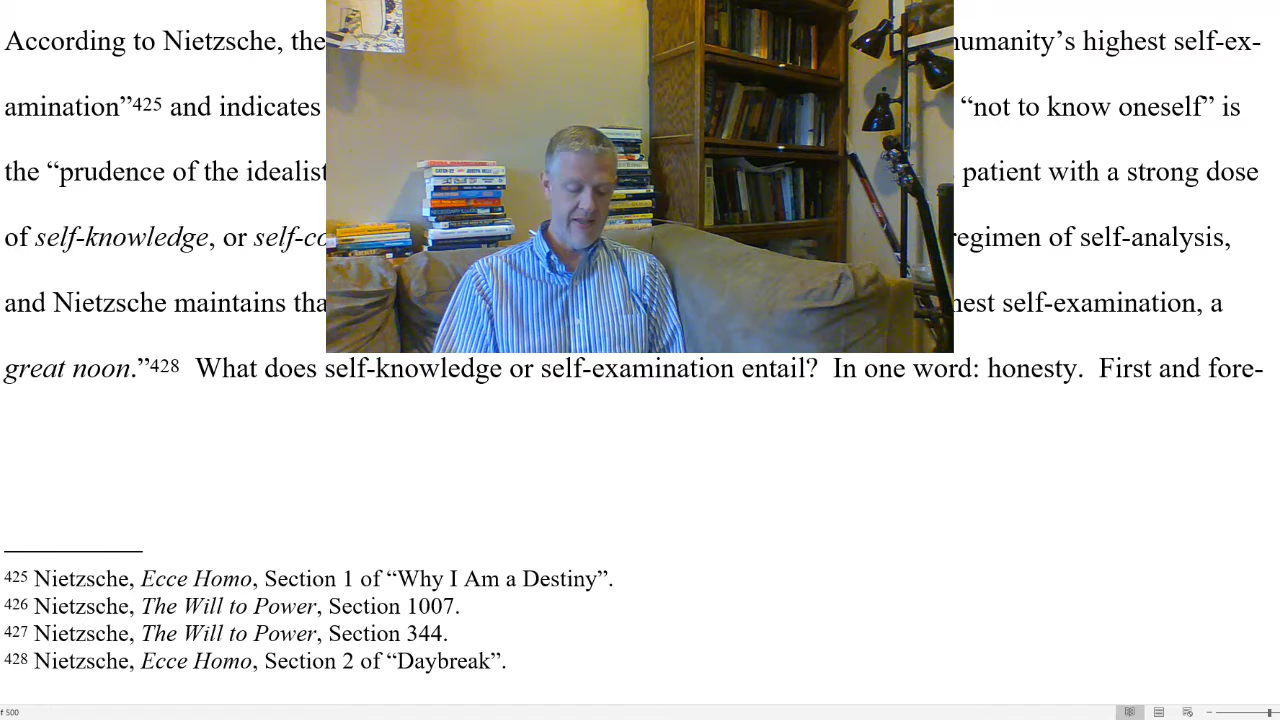 According to Nietzsche, the humanity’s highest self-ex-
amination”425 and indicates “not to know oneself” is
the “prudence of the idealist patient with a strong dose
of self-knowledge, or self-co regimen of self-analysis,
and Nietzsche maintains tha hest self-examination, a
great noon.”428 What does self-knowledge or self-examination entail? In one word: honesty. First and fore-
425 Nietzsche, Ecce Homo, Section 1 of “Why I Am a Destiny”.
426 Nietzsche, The Will to Power, Section 1007.
427 Nietzsche, The Will to Power, Section 344.
428 Nietzsche, Ecce Homo, Section 2 of “Daybreak”.
f 500